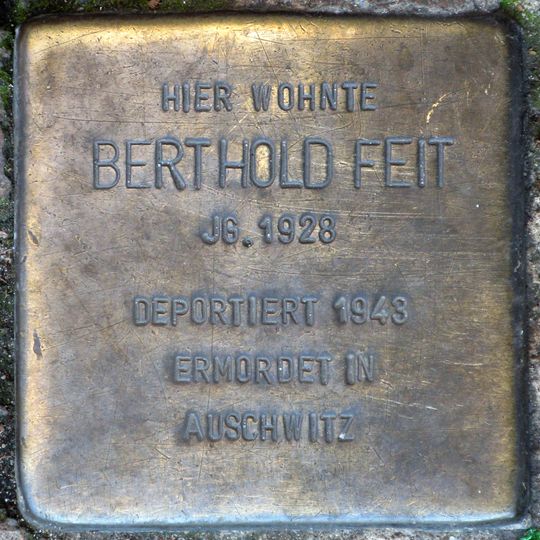 HIER WOHNTE
BERTHOLD FEIT
JG. 1928
DEPORTIERT 1943
ERMORDET IN
AUSCHWITZ